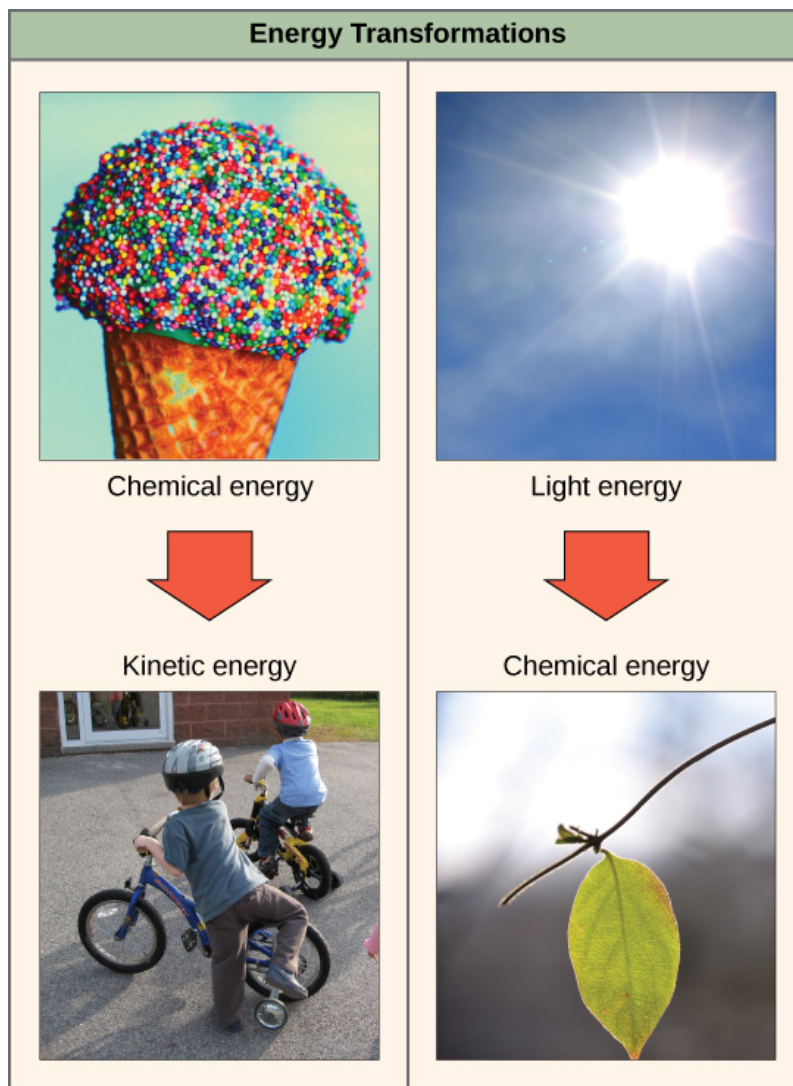 Energy Transformations
Chemical energy
Kinetic energy
Light energy
Chemical energy